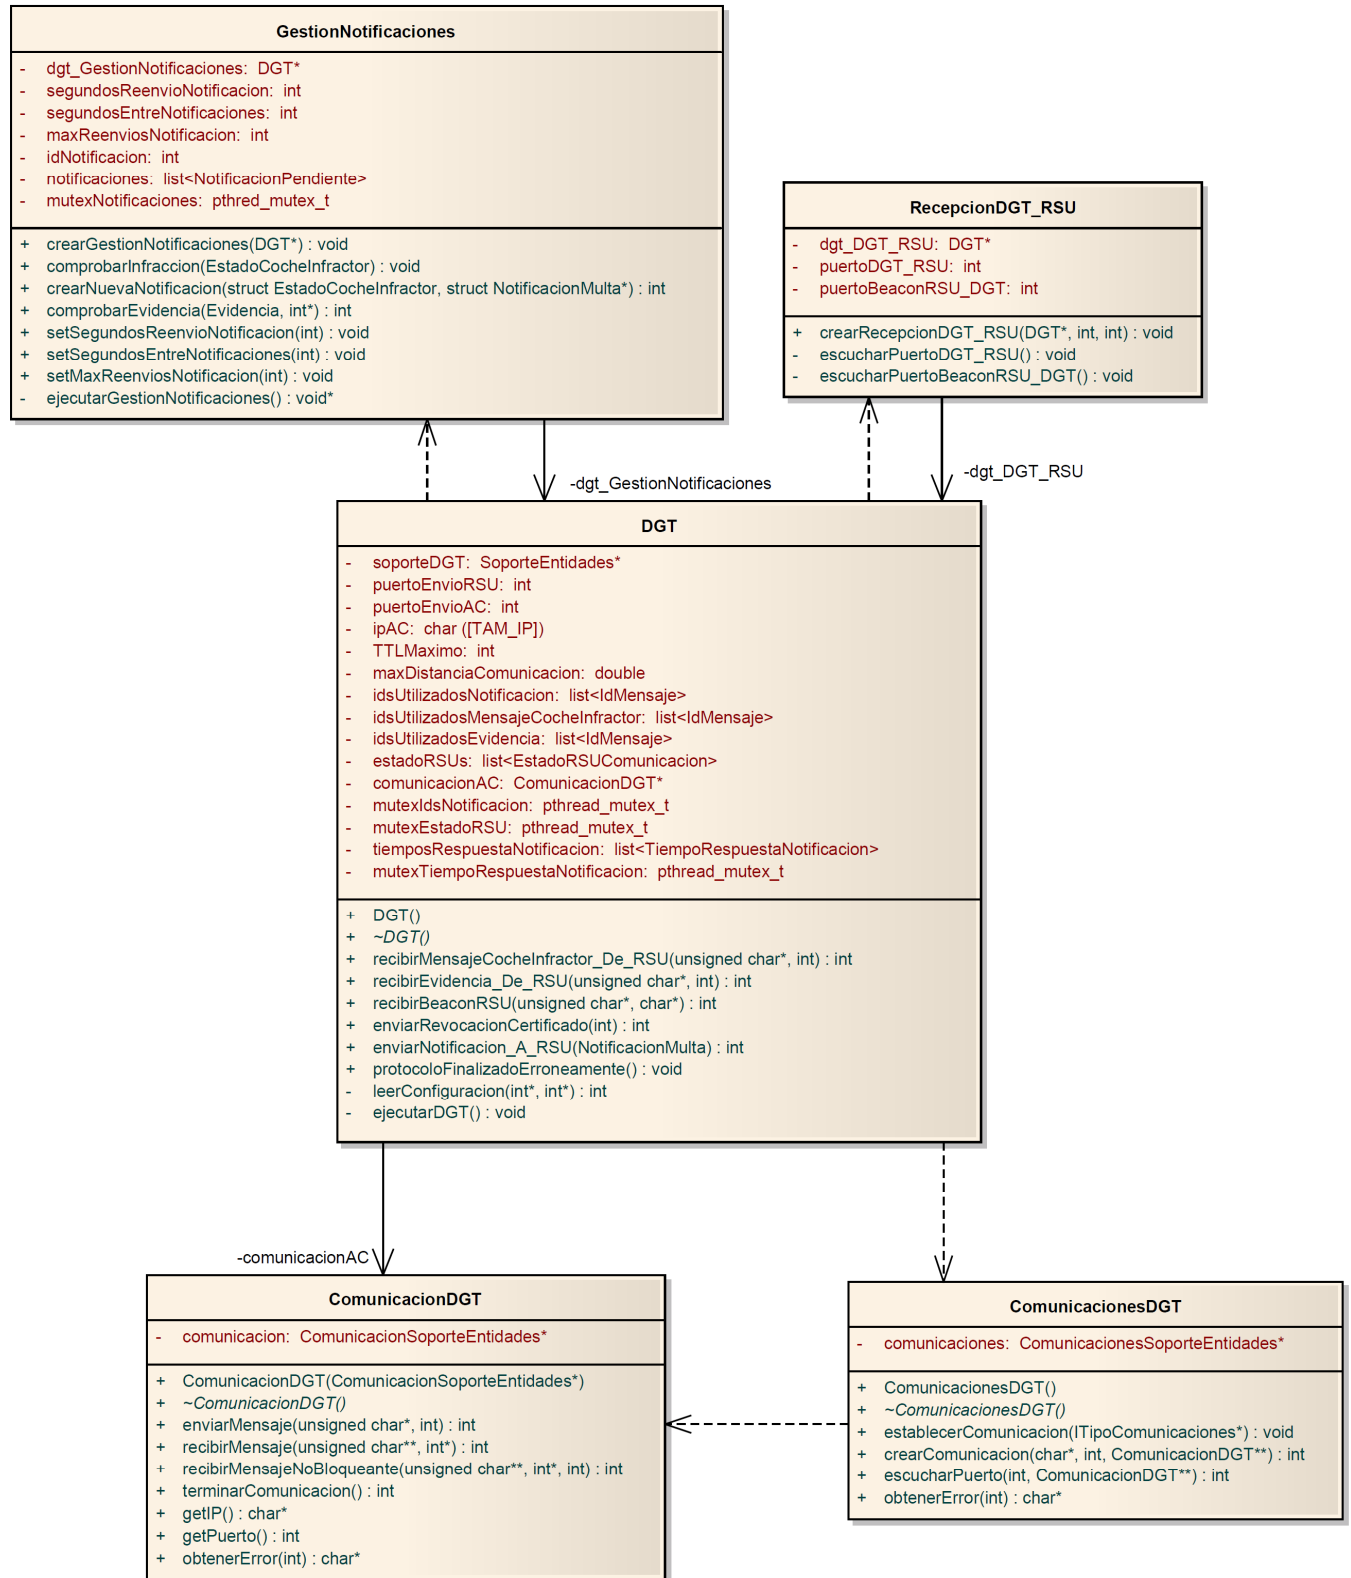 GestionNotificaciones
- dgt_GestionNotificaciones: DGT*
- segundosReenvioNotificacion: int
- segundosEntreNotificaciones: int
- maxReenviosNotificacion: int
- idNotificacion: int
- notificaciones: list<NotificacionPendiente>
- mutexNotificaciones: pthred_mutex_t
+ crearGestionNotificaciones(DGT*) : void
+ comprobarInfraccion(EstadoCocheInfractor) : void
+ crearNuevaNotificacion(struct EstadoCocheInfractor, struct NotificacionMulta*) : int
+ comprobarEvidencia(Evidencia, int*) : int
+ setSegundosReenvioNotificacion(int) : void
+ setSegundosEntreNotificaciones(int) : void
+ setMaxReenviosNotificacion(int) : void
- ejecutarGestionNotificaciones() : void*
RecepcionDGT_RSU
- dgt_DGT_RSU: DGT*
- puertoDGT_RSU: int
- puertoBeaconRSU_DGT: int
+ crearRecepcionDGT_RSU(DGT*, int, int) : void
- escucharPuertoDGT_RSU() : void
- escucharPuertoBeaconRSU_DGT() : void
-dgt_GestionNotificaciones
-dgt_DGT_RSU
DGT
- soporteDGT: SoporteEntidades*
- puertoEnvioRSU: int
- puertoEnvioAC: int
- ipAC: char ([TAM_IP])
- TTLMaximo: int
- maxDistanciaComunicacion: double
- idsUtilizadosNotificacion: list<IdMensaje>
- idsUtilizadosMensajeCocheInfractor: list<IdMensaje>
- idsUtilizadosEvidencia: list<IdMensaje>
- estadoRSUs: list<EstadoRSUComunicacion>
- comunicacionAC: ComunicacionDGT*
- mutexIdsNotificacion: pthread_mutex_t
- mutexEstadoRSU: pthread_mutex_t
- tiemposRespuestaNotificacion: list<TiempoRespuestaNotificacion>
- mutexTiempoRespuestaNotificacion: pthread_mutex_t
+ DGT()
+ ~DGT()
+ recibirMensajeCocheInfractor_De_RSU(unsigned char*, int) : int
+ recibirEvidencia_De_RSU(unsigned char*, int) : int
+ recibirBeaconRSU(unsigned char*, char*) : int
+ enviarRevocacionCertificado(int) : int
+ enviarNotificacion_A_RSU(NotificacionMulta) : int
+ protocoloFinalizadoErroneamente() : void
- leerConfiguracion(int*, int*) : int
- ejecutarDGT() : void
-comunicacionAC
ComunicacionDGT
- comunicacion: ComunicacionSoporteEntidades*
+ ComunicacionDGT(ComunicacionSoporteEntidades*)
+ ~ComunicacionDGT()
+ enviarMensaje(unsigned char*, int) : int
+ recibirMensaje(unsigned char**, int*) : int
+ recibirMensajeNoBloqueante(unsigned char**, int*, int) : int
+ terminarComunicacion() : int
+ getIP() : char*
+ getPuerto() : int
+ obtenerError(int) : char*
ComunicacionesDGT
- comunicaciones: ComunicacionesSoporteEntidades*
+ ComunicacionesDGT()
+ ~ComunicacionesDGT()
+ establecerComunicacion(ITipoComunicaciones*) : void
+ crearComunicacion(char*, int, ComunicacionDGT**) : int
+ escucharPuerto(int, ComunicacionDGT**) : int
+ obtenerError(int) : char*